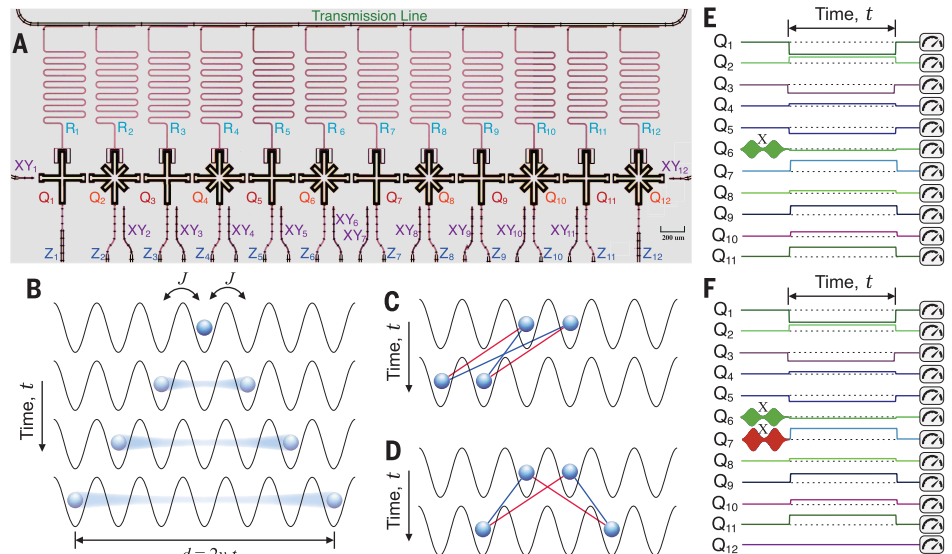 Transmission Line
A
R1 R2 R3 R4 R5 R6 R7 R8 R9 R10 R11 R12
XY1 XY12
Q1 Q2 Q3 Q4 Q5 Q6 Q7 Q8 Q9 Q10 Q11 Q12
XY2 XY3 XY4 XY5 XY6 XY7 XY8 XY9 XY10 XY11
200 um
Z1 Z2 Z3 Z4 Z5 Z6 Z7 Z8 Z9 Z10 Z11 Z12
B
J J
Time, t
C
Time, t
D
Time, t
E
Time, t
Q1
Q2
Q3
Q4
Q5
X
Q6
Q7
Q8
Q9
Q10
Q11
F
Time, t
Q1
Q2
Q3
Q4
Q5
X
Q6
X
Q7
Q8
Q9
Q10
Q11
Q12